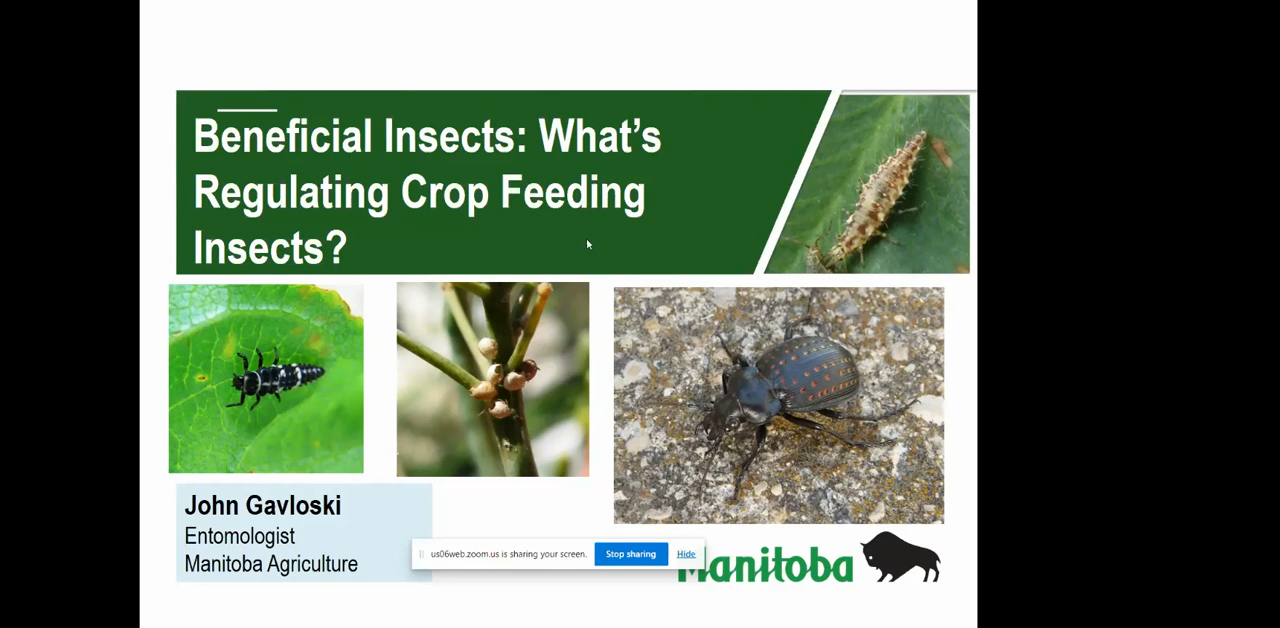 Beneficial Insects: What's
Regulating Crop Feeding
Insects?
John Gavloski
Entomologist
Manitoba Agriculture
us06web.zoom.us is sharing your screen.
Stop sharing
Hide
Manitoba